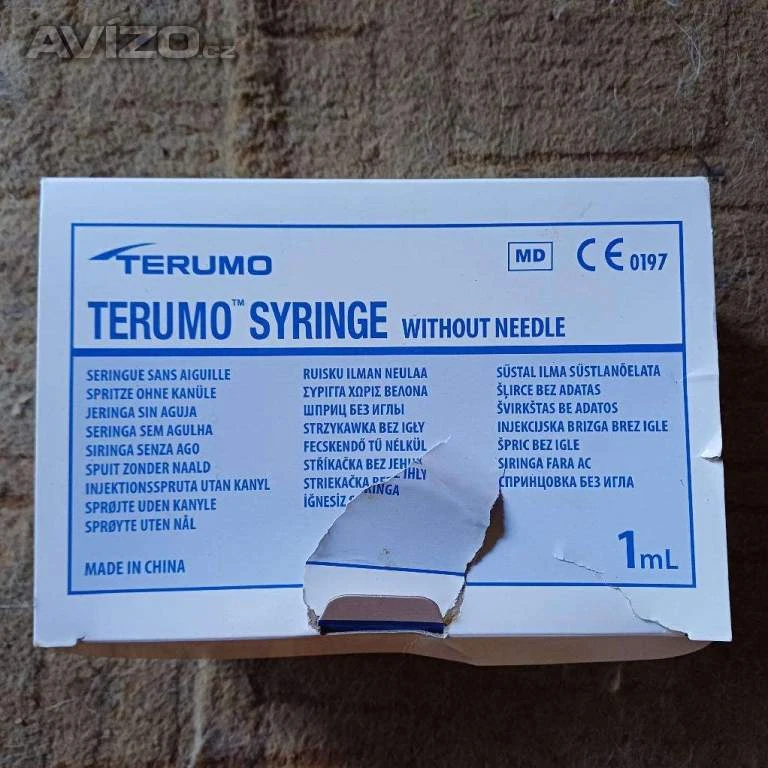 AVIZO.cz
TERUMO
MD
CE 0197
TERUMO™ SYRINGE WITHOUT NEEDLE
SERINGUE SANS AIGUILLE
SPRITZE OHNE KANÜLE
JERINGA SIN AGUJA
SERINGA SEM AGULHA
SIRINGA SENZA AGO
SPUIT ZONDER NAALD
INJEKTIONSSPRUTA UTAN KANYL
SPRØJTE UDEN KANYLE
SPRØYTE UTEN NÅL
RUISKU ILMAN NEULAA
ΣΥΡΙΓΓΑ ΧΩΡΙΣ ΒΕΛΟΝΑ
ШПРИЦ БЕЗ ИГЛЫ
STRZYKAWKA BEZ IGŁY
FECSKENDŐ TŰ NÉLKÜL
STŘÍKAČKA BEZ
STRIEKAČKA IHLY
İĞNESİZ
SÜSTAL ILMA SÜSTLANÕELATA
ŠĻIRCE BEZ ADATAS
ŠVIRKŠTAS BE ADATOS
INJEKCIJSKA BRIZGA BREZ IGLE
ŠPRIC BEZ IGLE
SIRINGA FARA AC
СПРИНЦОВКА БЕЗ ИГЛА
MADE IN CHINA
1mL